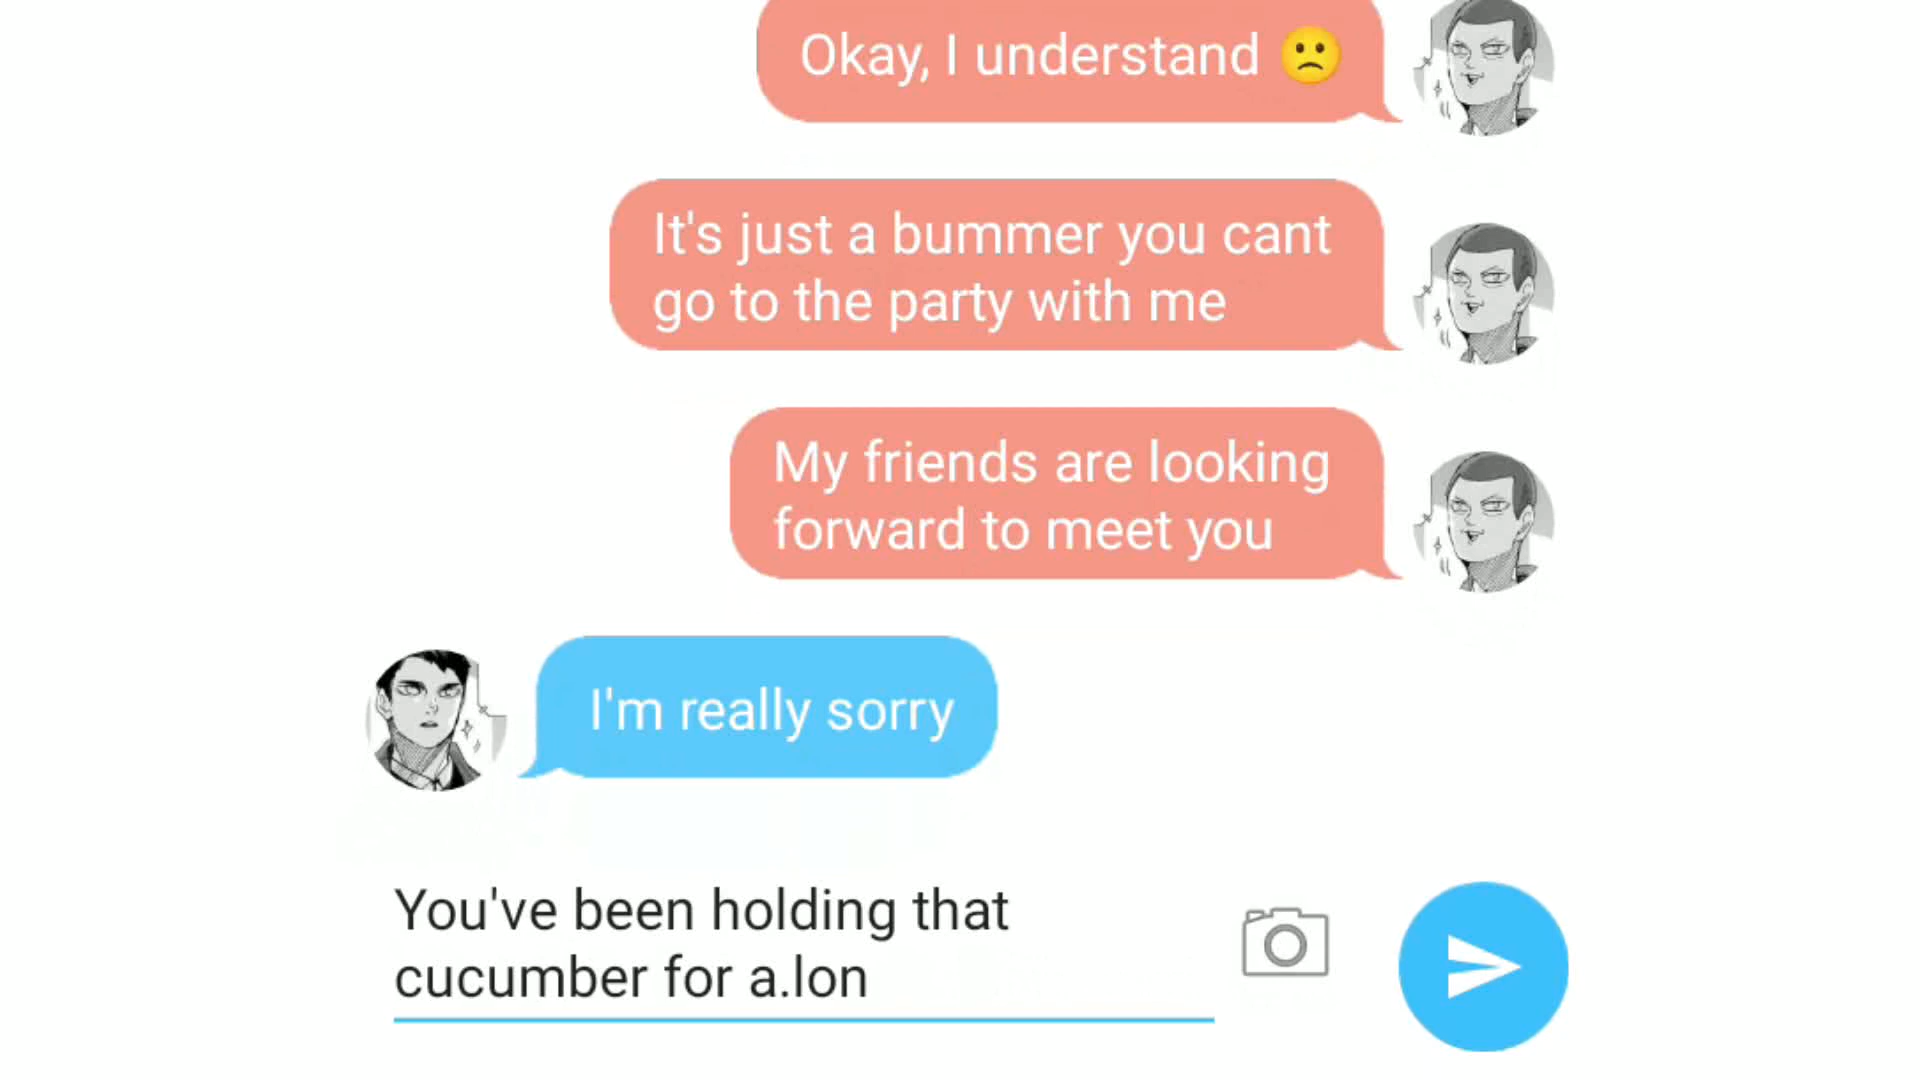 Okay, I understand 🙁
It's just a bummer you cant
go to the party with me
My friends are looking
forward to meet you
I'm really sorry
You've been holding that
cucumber for a.lon